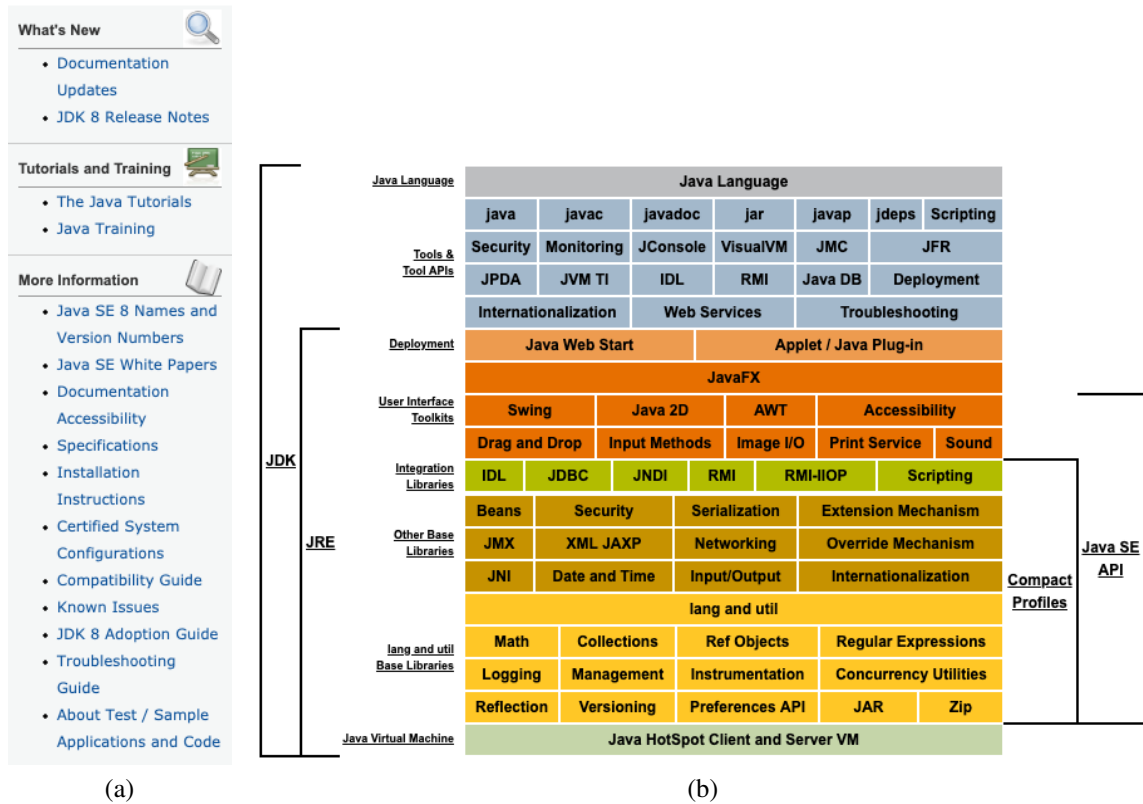 What's New
• Documentation
Updates
• JDK 8 Release Notes
Tutorials and Training
• The Java Tutorials
• Java Training
More Information
• Java SE 8 Names and
Version Numbers
• Java SE White Papers
• Documentation
Accessibility
• Specifications
• Installation
Instructions
• Certified System
Configurations
• Compatibility Guide
• Known Issues
• JDK 8 Adoption Guide
• Troubleshooting
Guide
• About Test / Sample
Applications and Code
(a)
JDK
JRE
Java Language
Java Language
Tools &
Tool APIs
java javac javadoc jar javap jdeps Scripting
Security Monitoring JConsole VisualVM JMC JFR
JPDA JVM TI IDL RMI Java DB Deployment
Internationalization Web Services Troubleshooting
Deployment
Java Web Start Applet / Java Plug-in
User Interface
Toolkits
JavaFX
Swing Java 2D AWT Accessibility
Drag and Drop Input Methods Image I/O Print Service Sound
Integration
Libraries
IDL JDBC JNDI RMI RMI-IIOP Scripting
Other Base
Libraries
Beans Security Serialization Extension Mechanism
JMX XML JAXP Networking Override Mechanism
JNI Date and Time Input/Output Internationalization
lang and util
Base Libraries
lang and util
Math Collections Ref Objects Regular Expressions
Logging Management Instrumentation Concurrency Utilities
Reflection Versioning Preferences API JAR Zip
Java Virtual Machine
Java HotSpot Client and Server VM
Compact
Profiles
Java SE
API
(b)